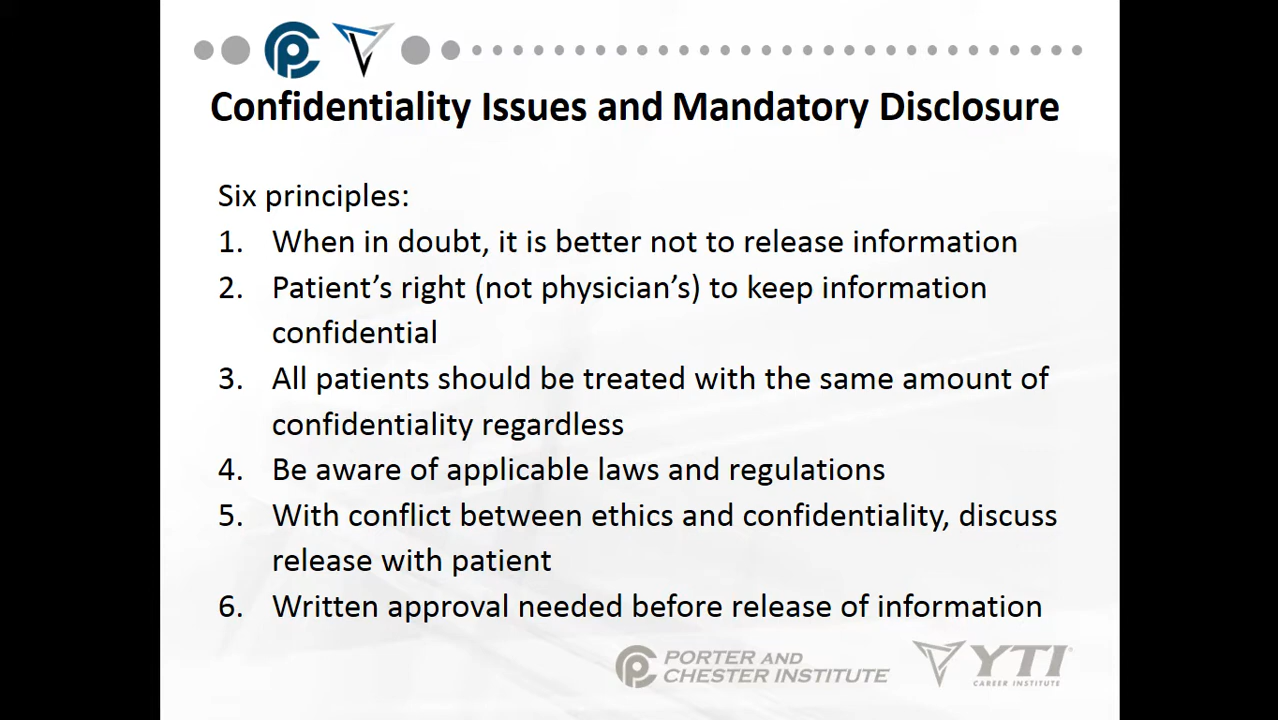 Confidentiality Issues and Mandatory Disclosure
Six principles:
1. When in doubt, it is better not to release information
2. Patient’s right (not physician’s) to keep information
confidential
3. All patients should be treated with the same amount of
confidentiality regardless
4. Be aware of applicable laws and regulations
5. With conflict between ethics and confidentiality, discuss
release with patient
6. Written approval needed before release of information
PORTER AND
CHESTER INSTITUTE
YTI®
CAREER INSTITUTE